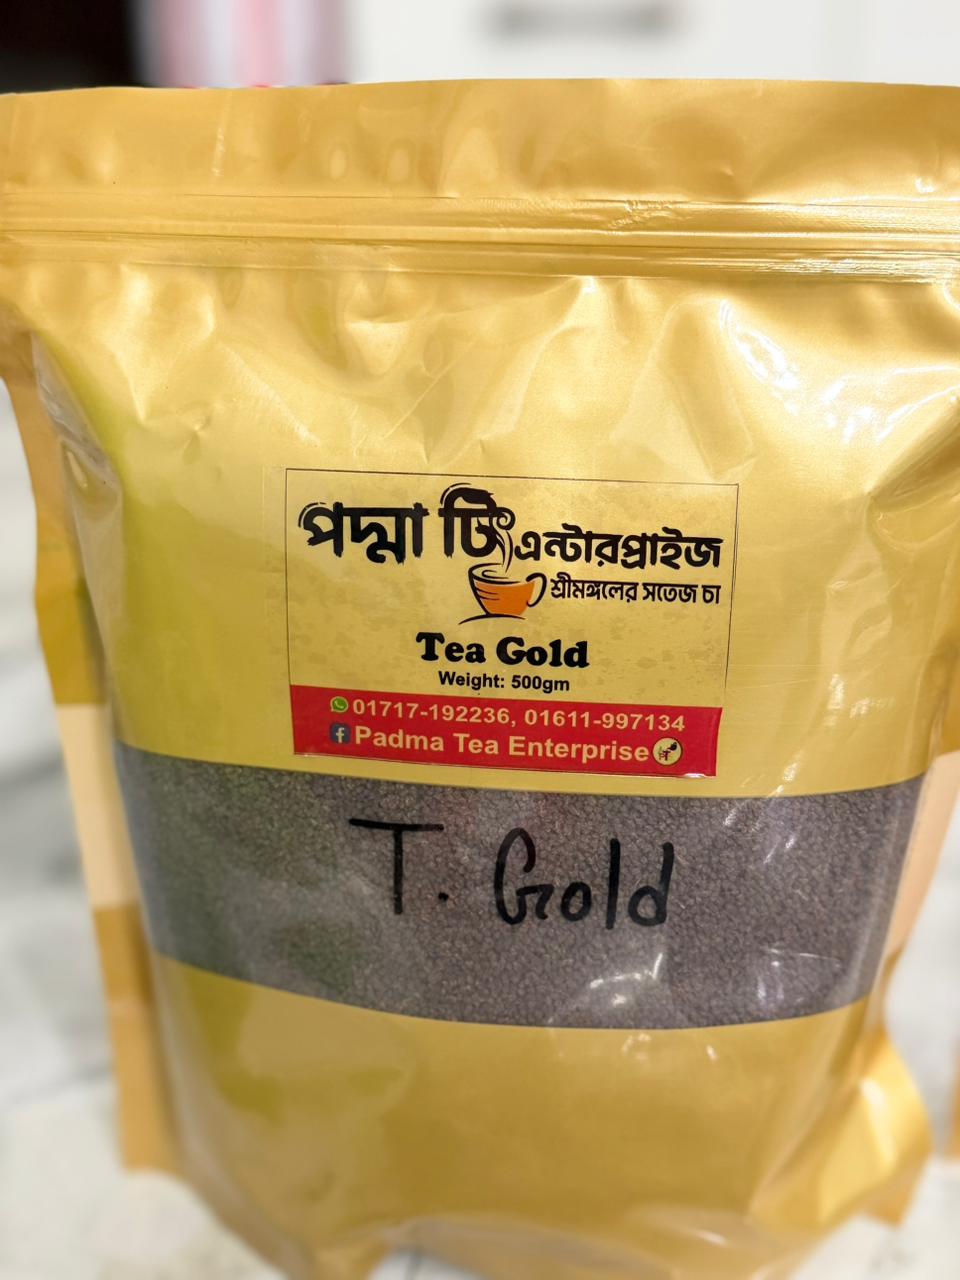 পদ্মা টি এন্টারপ্রাইজ
শ্রীমঙ্গলের সতেজ চা
Tea Gold
Weight: 500gm
01717-192236, 01611-997134
Padma Tea Enterprise
T. Gold